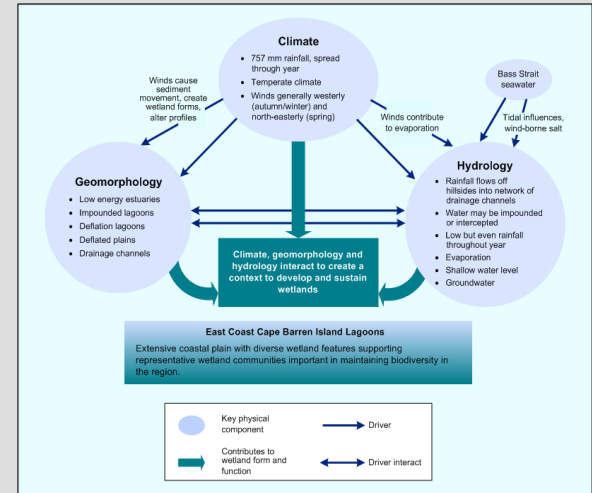 Climate
• 757 mm rainfall, spread
through year
• Temperate climate
• Winds generally westerly
(autumn/winter) and
north-easterly (spring)
Bass Strait
seawater
Winds cause
sediment
movement, create
wetland forms,
alter profiles
Winds contribute
to evaporation
Tidal influences,
wind-borne salt
Geomorphology
• Low energy estuaries
• Impounded lagoons
• Deflation lagoons
• Deflated plains
• Drainage channels
Hydrology
• Rainfall flows off
hillsides into network of
drainage channels
• Water may be impounded
or intercepted
• Low but even rainfall
throughout year
• Evaporation
• Shallow water level
• Groundwater
Climate, geomorphology and
hydrology interact to create a
context to develop and sustain
wetlands
East Coast Cape Barren Island Lagoons
Extensive coastal plain with diverse wetland features supporting
representative wetland communities important in maintaining biodiversity in
the region.
Key physical
component
Driver
Contributes to
wetland form and
function
Driver interact